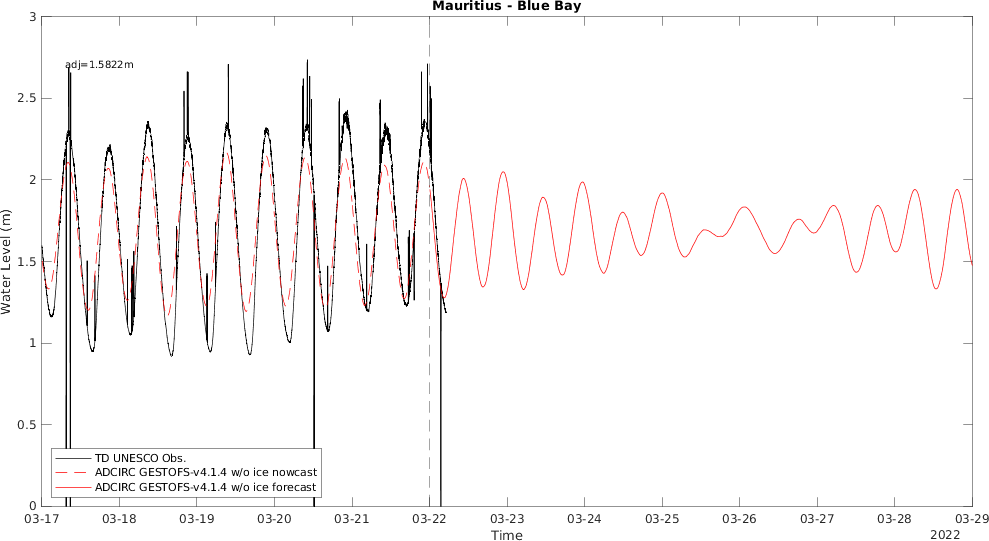 Mauritius - Blue Bay
adj=1.5822m
Water Level (m)
3
2.5
2
1.5
1
0.5
0
TD UNESCO Obs.
ADCIRC GESTOFS-v4.1.4 w/o ice nowcast
ADCIRC GESTOFS-v4.1.4 w/o ice forecast
03-17 03-18 03-19 03-20 03-21 03-22 03-23 03-24 03-25 03-26 03-27 03-28 03-29
Time
2022